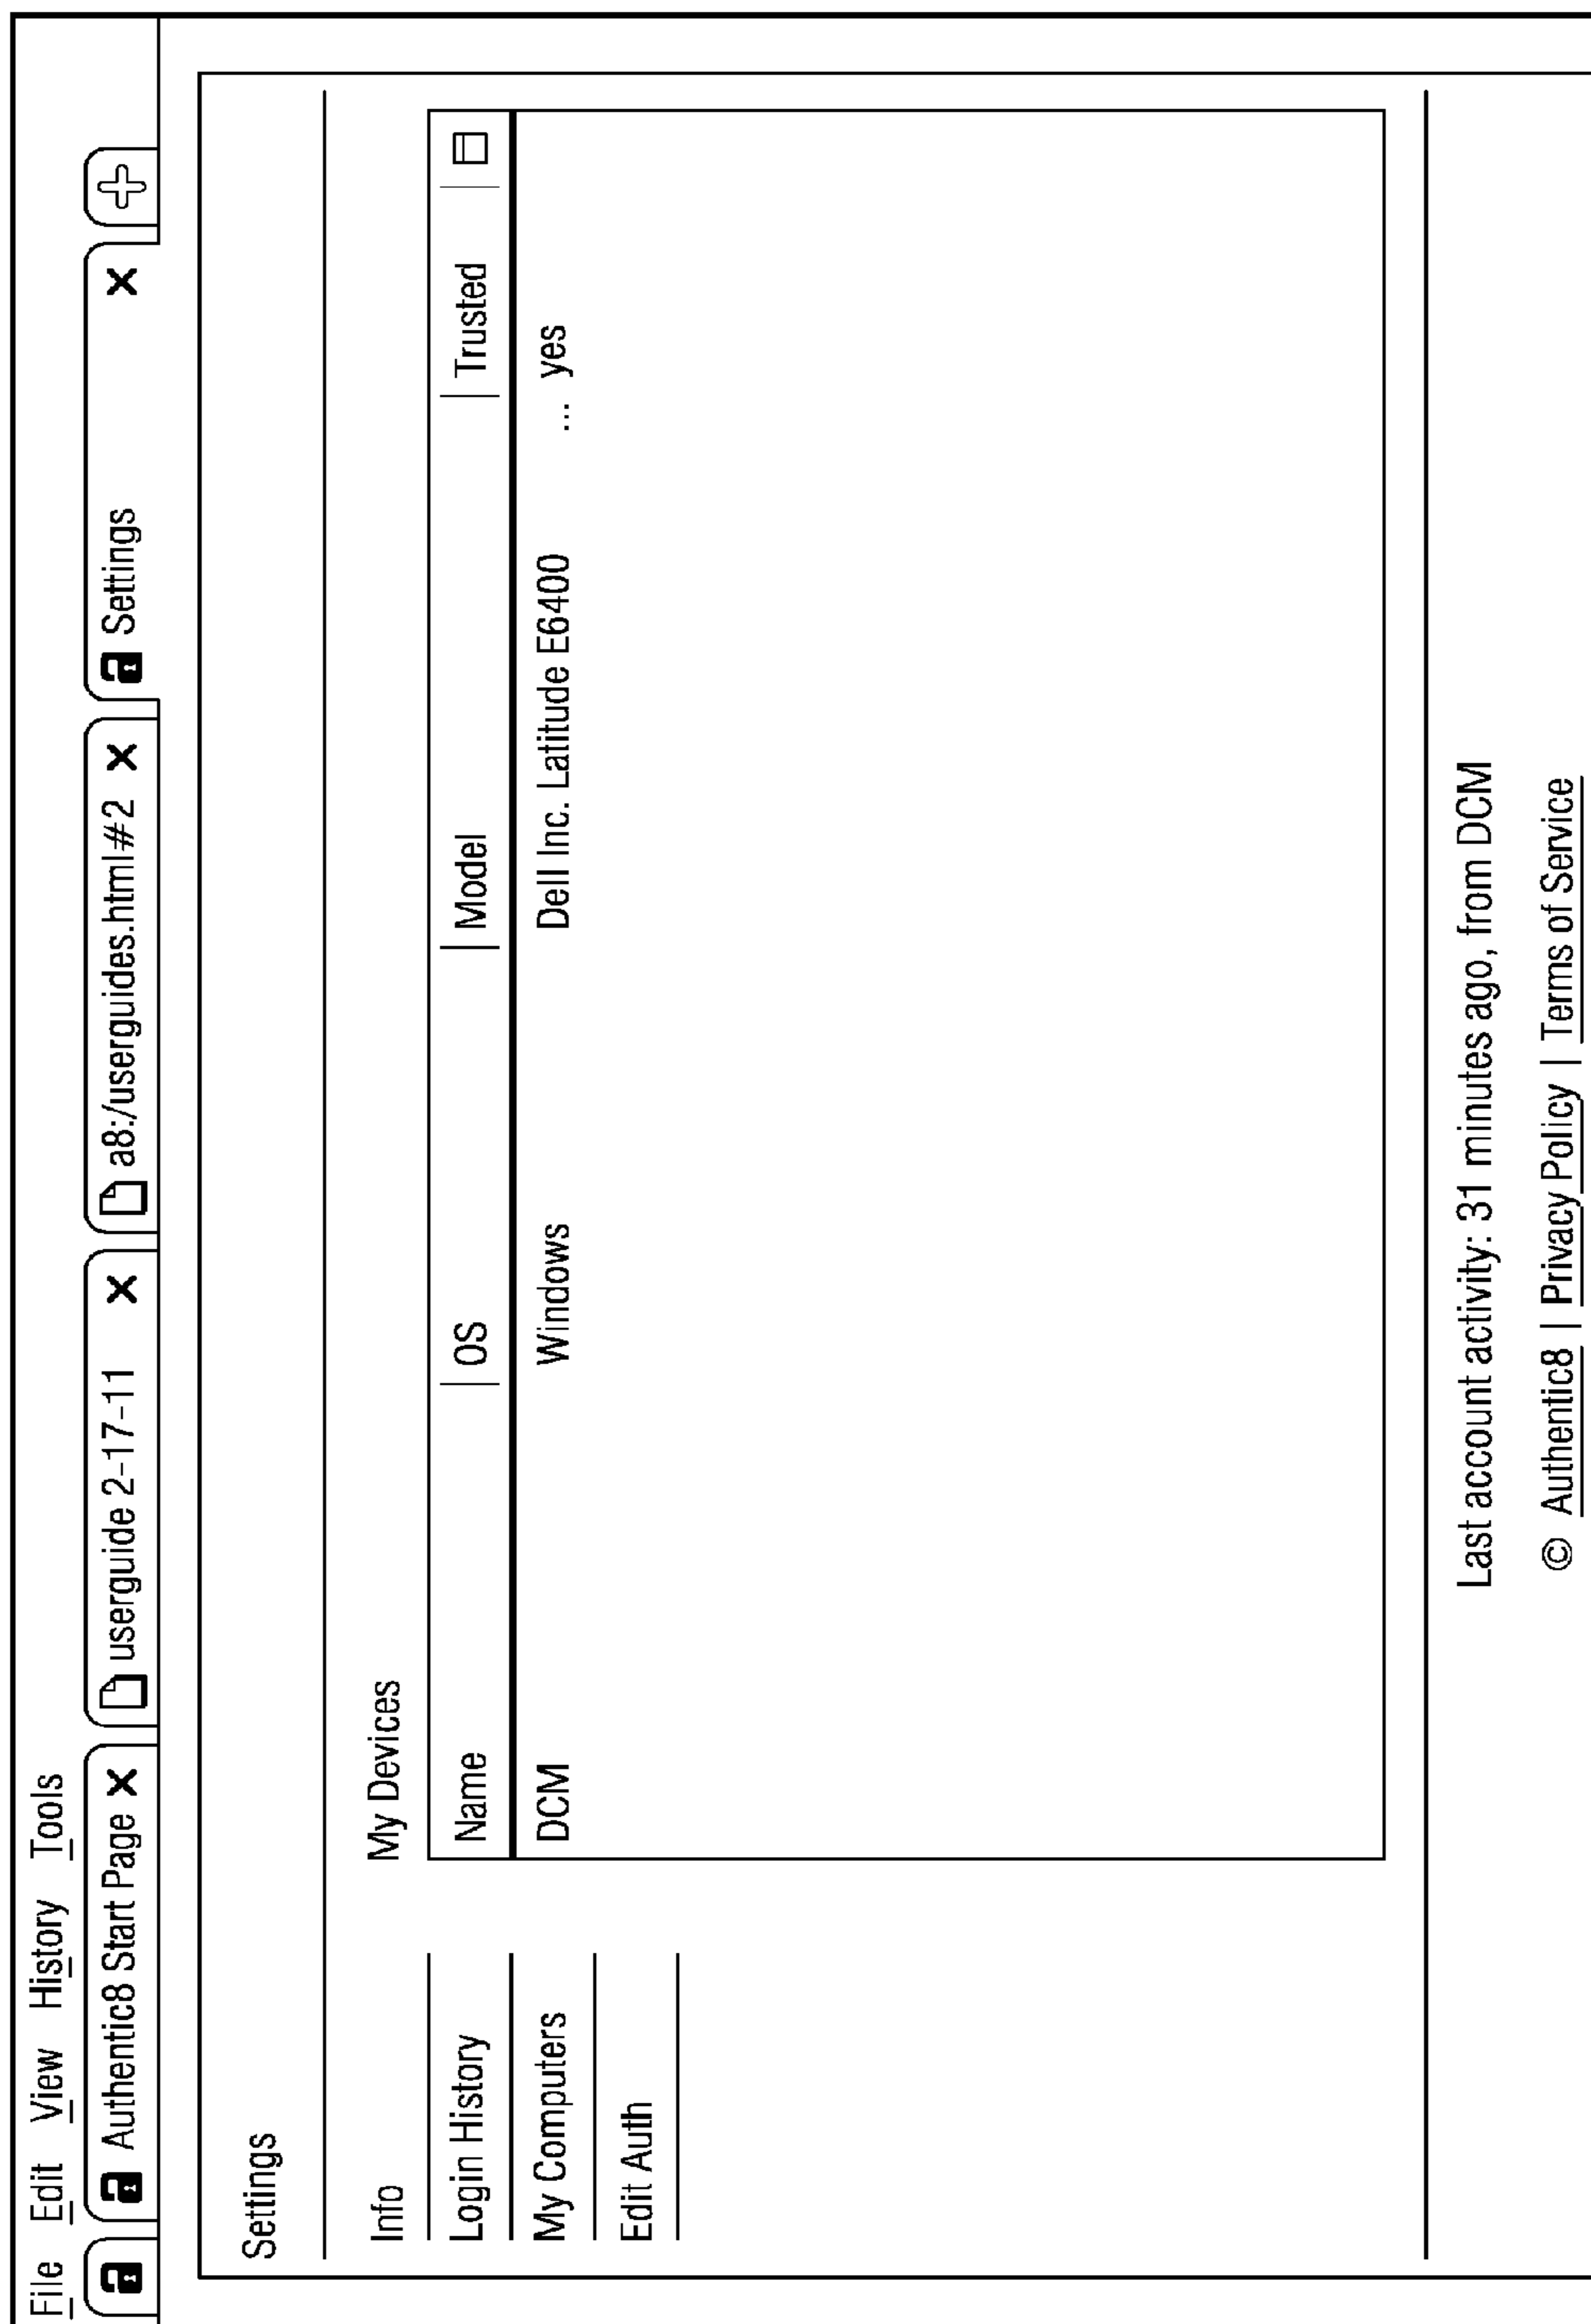 File Edit View History Tools
Authentic8 Start Page × userguide 2-17-11 × a8:/userguides.html#2 × Settings ×
Settings
Info
Login History
My Computers
Edit Auth
My Devices
Name OS Model Trusted
DCM Windows Dell Inc. Latitude E6400 ... yes
Last account activity: 31 minutes ago, from DCM
© Authentic8 | Privacy Policy | Terms of Service